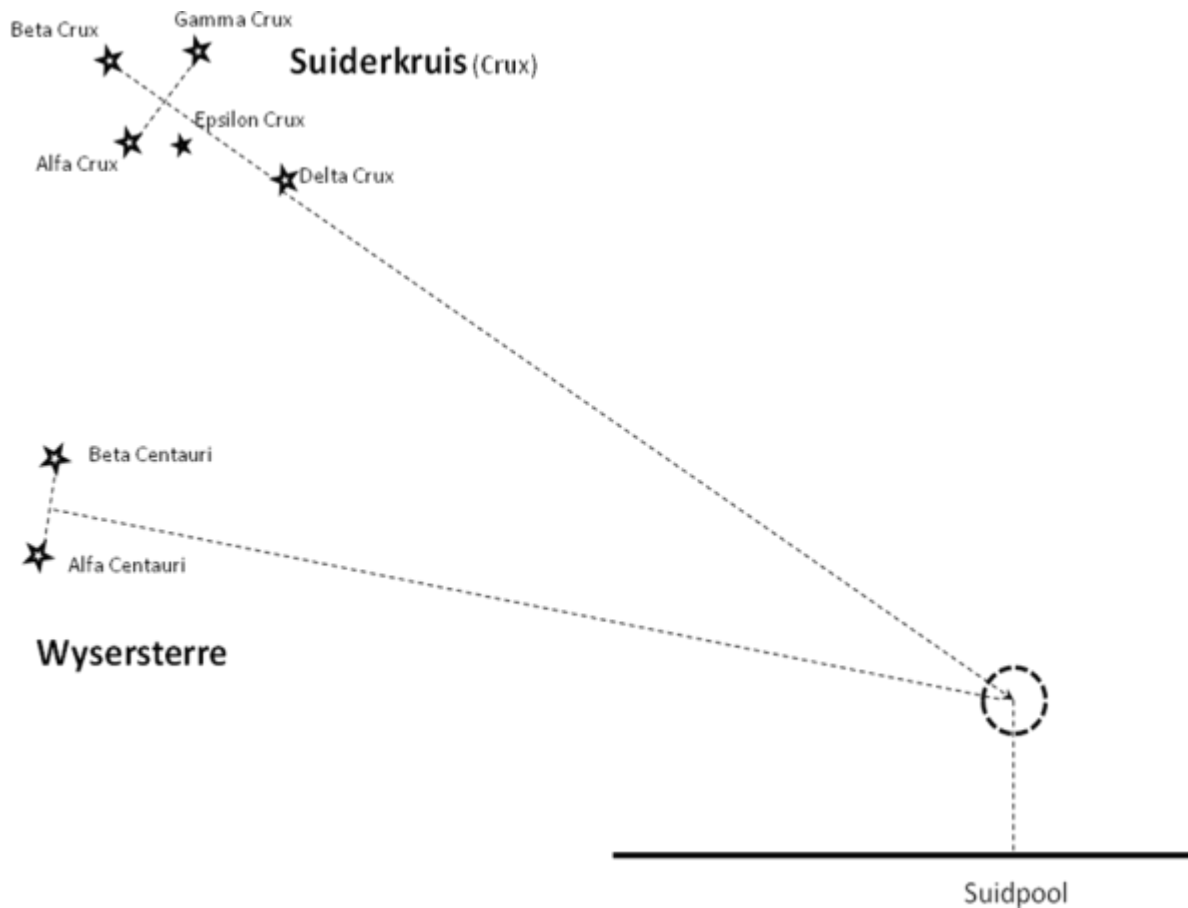 Gamma Crux
Beta Crux
Suiderkruis (Crux)
Epsilon Crux
Alfa Crux
Delta Crux
Beta Centauri
Alfa Centauri
Wysersterre
Suidpool